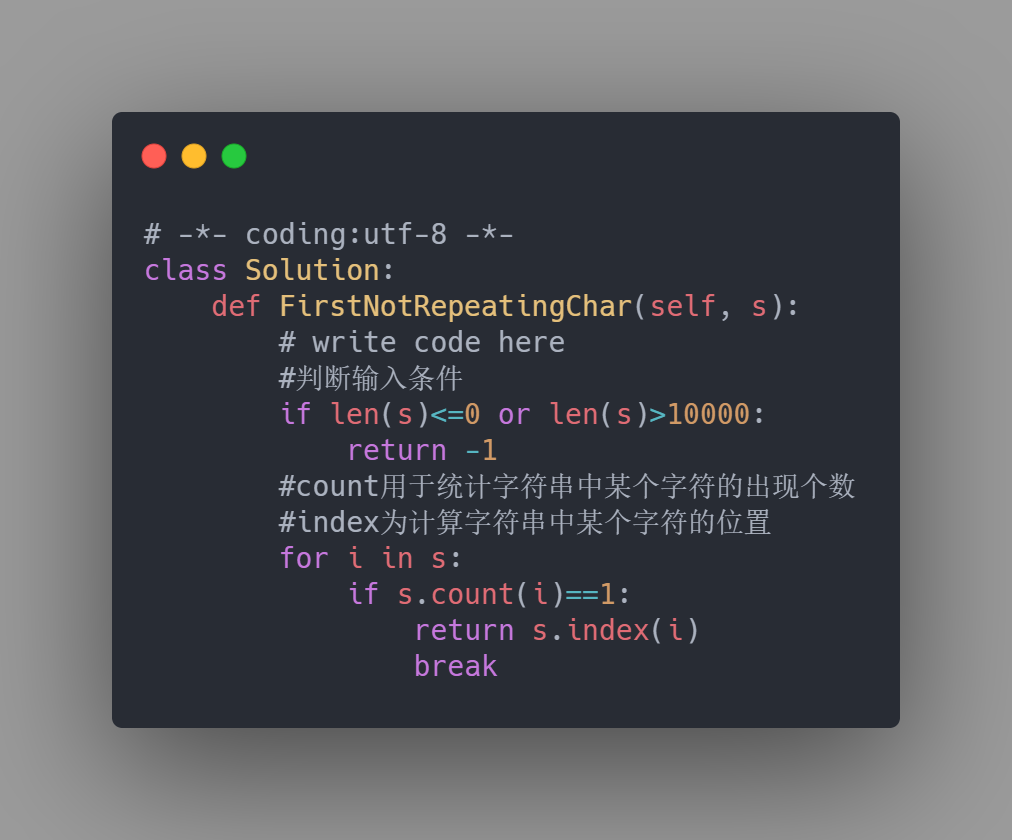 # -*- coding:utf-8 -*-
class Solution:
    def FirstNotRepeatingChar(self, s):
        # write code here
        #判断输入条件
        if len(s)<=0 or len(s)>10000:
            return -1
        #count用于统计字符串中某个字符的出现个数
        #index为计算字符串中某个字符的位置
        for i in s:
            if s.count(i)==1:
                return s.index(i)
                break